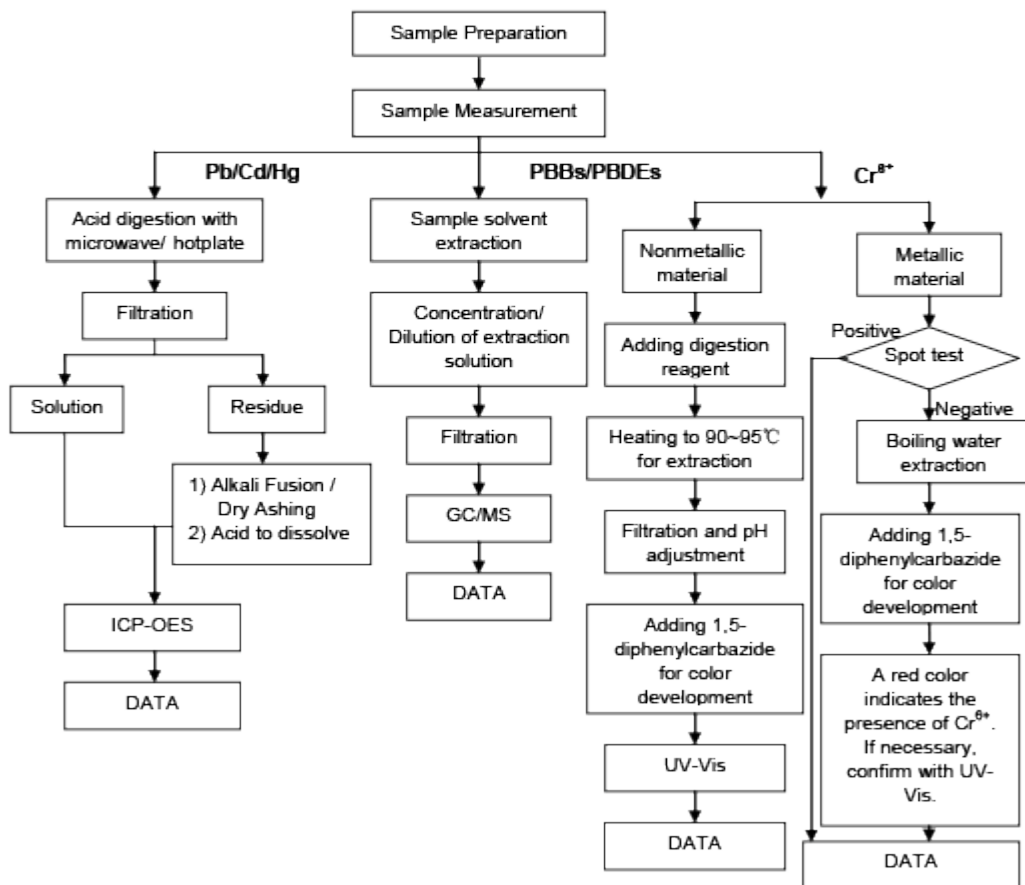 Sample Preparation
Sample Measurement
Pb/Cd/Hg
PBBs/PBDEs
Cr⁶⁺
Acid digestion with
microwave/ hotplate
Filtration
Solution
Residue
1) Alkali Fusion /
Dry Ashing
2) Acid to dissolve
ICP-OES
DATA
Sample solvent
extraction
Concentration/
Dilution of extraction
solution
Filtration
GC/MS
DATA
Nonmetallic
material
Adding digestion
reagent
Heating to 90~95℃
for extraction
Filtration and pH
adjustment
Adding 1,5-
diphenylcarbazide
for color
development
UV-Vis
DATA
Metallic
material
Positive
Spot test
Negative
Boiling water
extraction
Adding 1,5-
diphenylcarbazide
for color
development
A red color
indicates the
presence of Cr⁶⁺.
If necessary,
confirm with UV-
Vis.
DATA